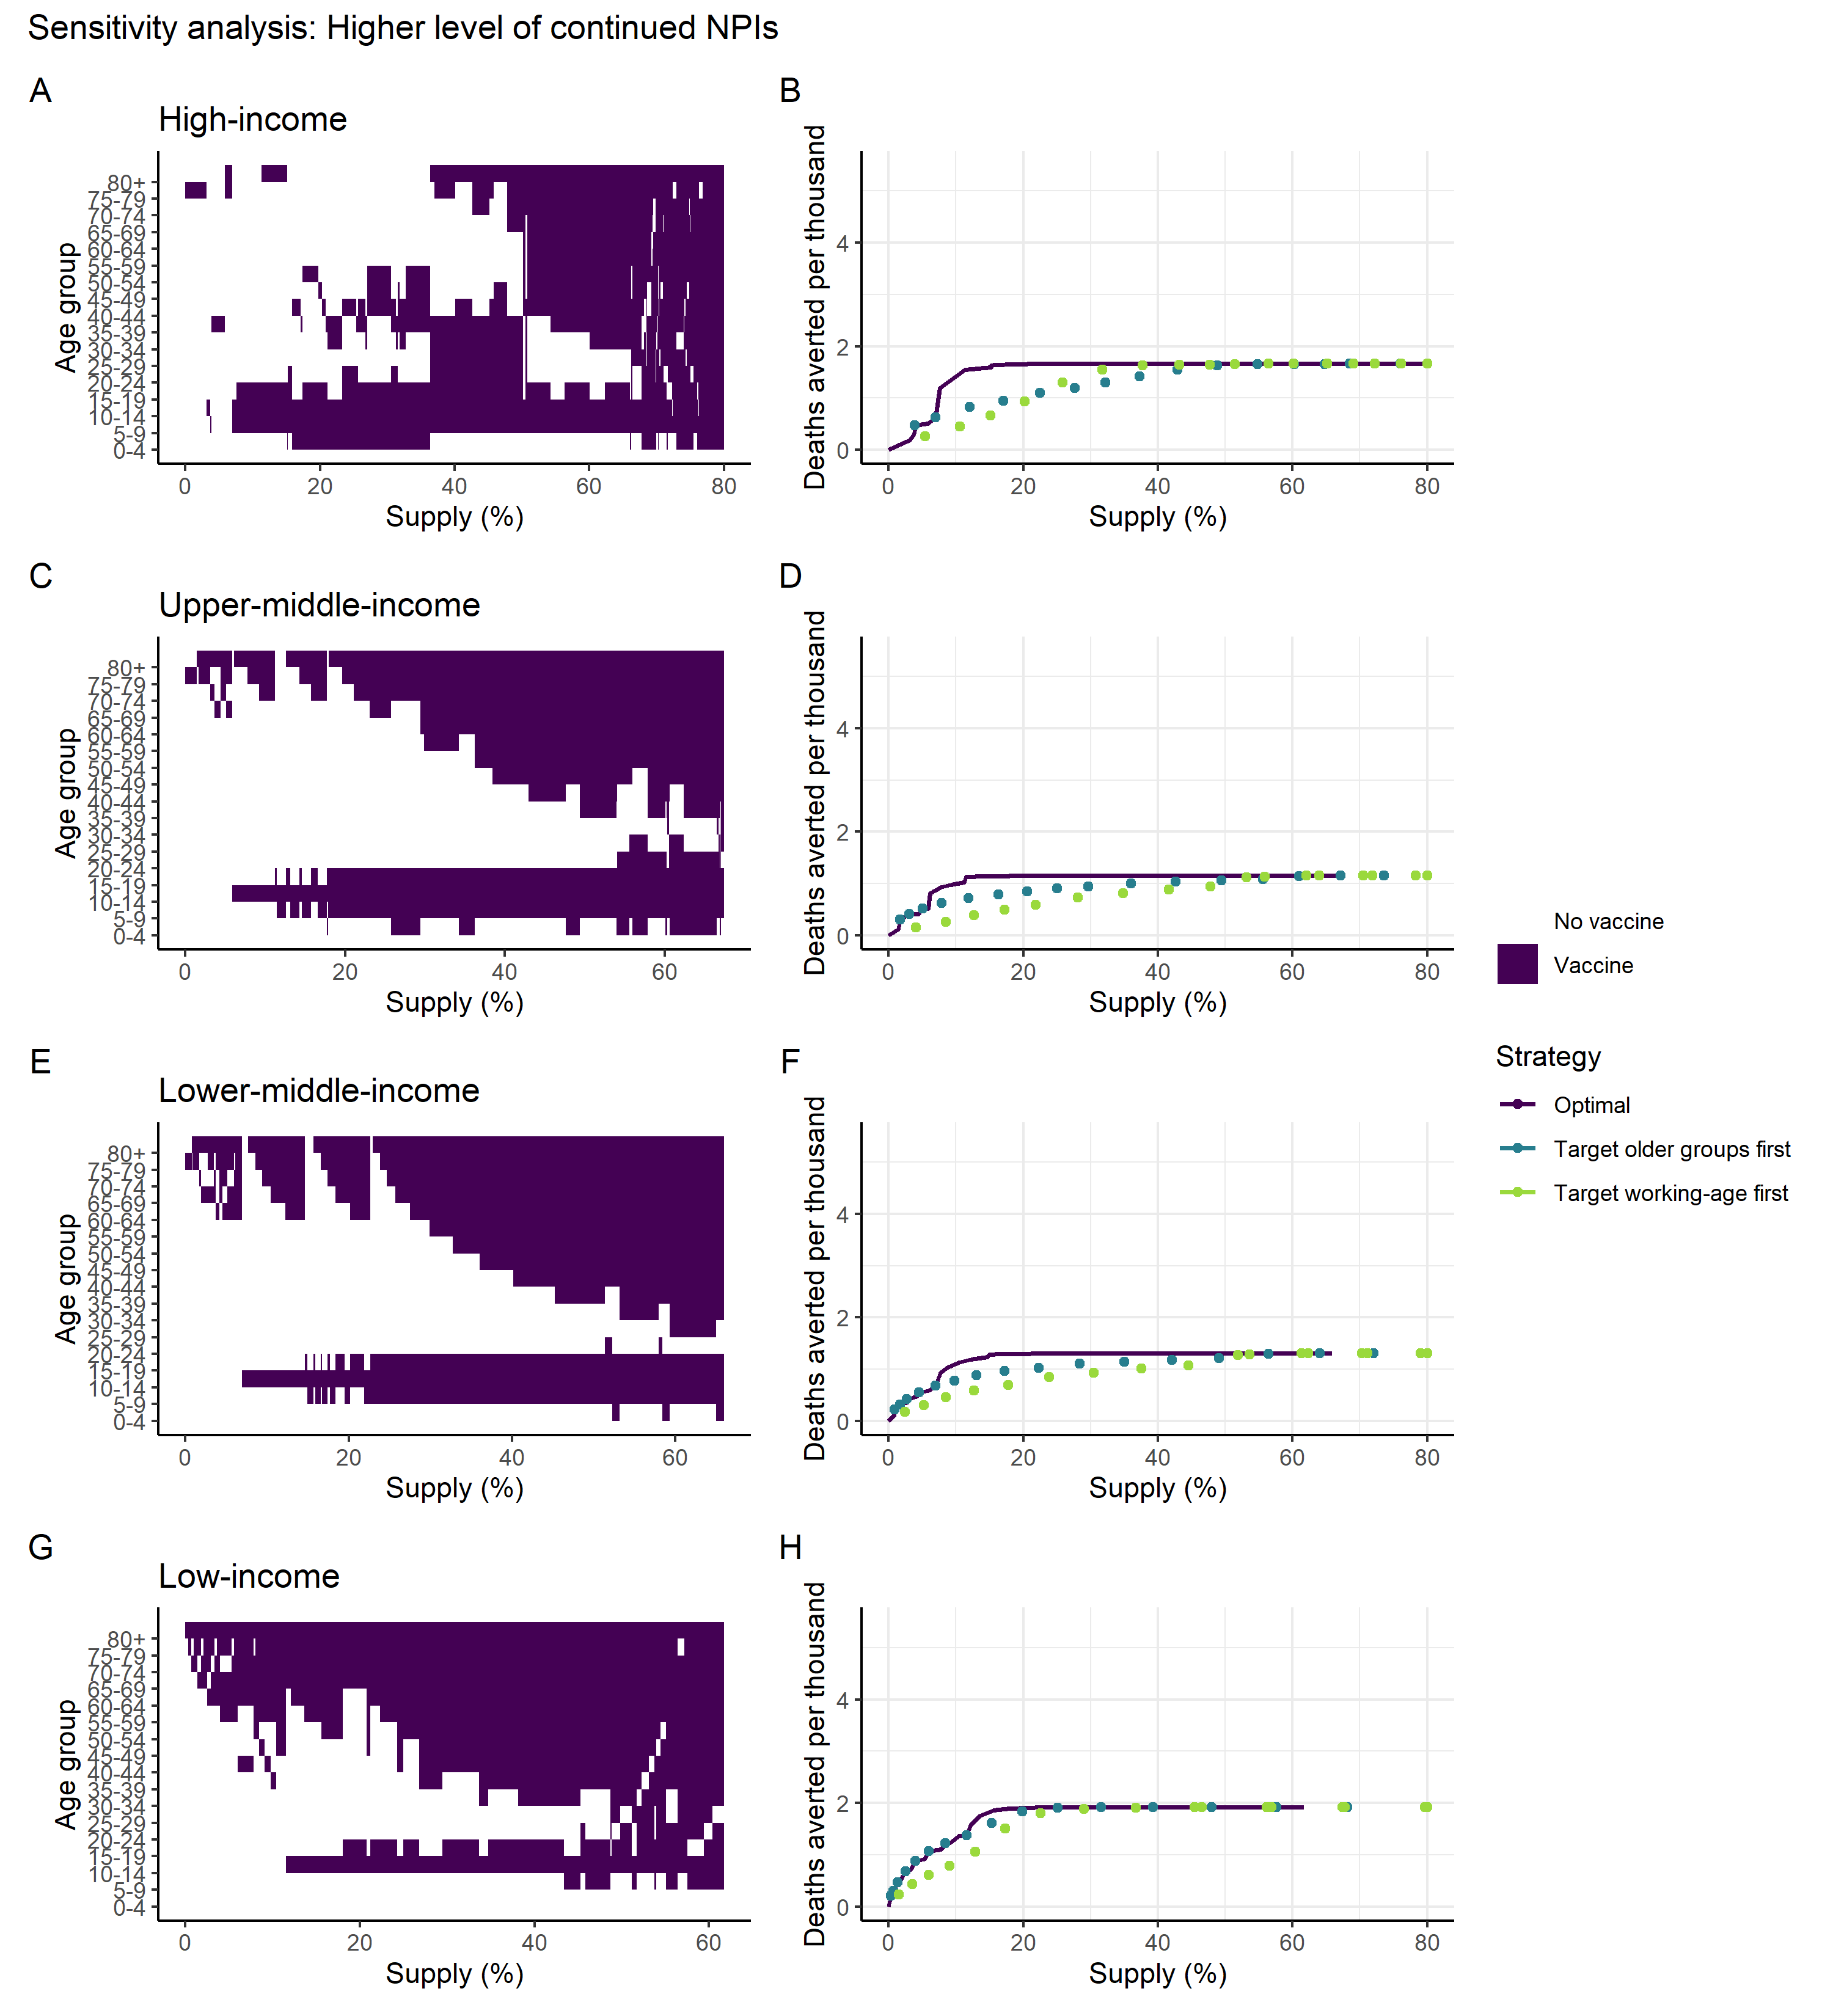 Sensitivity analysis: Higher level of continued NPIs
A
High-income
Age group
80+
75-79
70-74
65-69
60-64
55-59
50-54
45-49
40-44
35-39
30-34
25-29
20-24
15-19
10-14
5-9
0-4
0 20 40 60 80
Supply (%)
B
Deaths averted per thousand
4
2
0
0 20 40 60 80
Supply (%)
C
Upper-middle-income
Age group
80+
75-79
70-74
65-69
60-64
55-59
50-54
45-49
40-44
35-39
30-34
25-29
20-24
15-19
10-14
5-9
0-4
0 20 40 60
Supply (%)
D
Deaths averted per thousand
4
2
0
0 20 40 60 80
Supply (%)
E
Lower-middle-income
Age group
80+
75-79
70-74
65-69
60-64
55-59
50-54
45-49
40-44
35-39
30-34
25-29
20-24
15-19
10-14
5-9
0-4
0 20 40 60
Supply (%)
F
Deaths averted per thousand
4
2
0
0 20 40 60 80
Supply (%)
G
Low-income
Age group
80+
75-79
70-74
65-69
60-64
55-59
50-54
45-49
40-44
35-39
30-34
25-29
20-24
15-19
10-14
5-9
0-4
0 20 40 60
Supply (%)
H
Deaths averted per thousand
4
2
0
0 20 40 60 80
Supply (%)
No vaccine
Vaccine
Strategy
Optimal
Target older groups first
Target working-age first